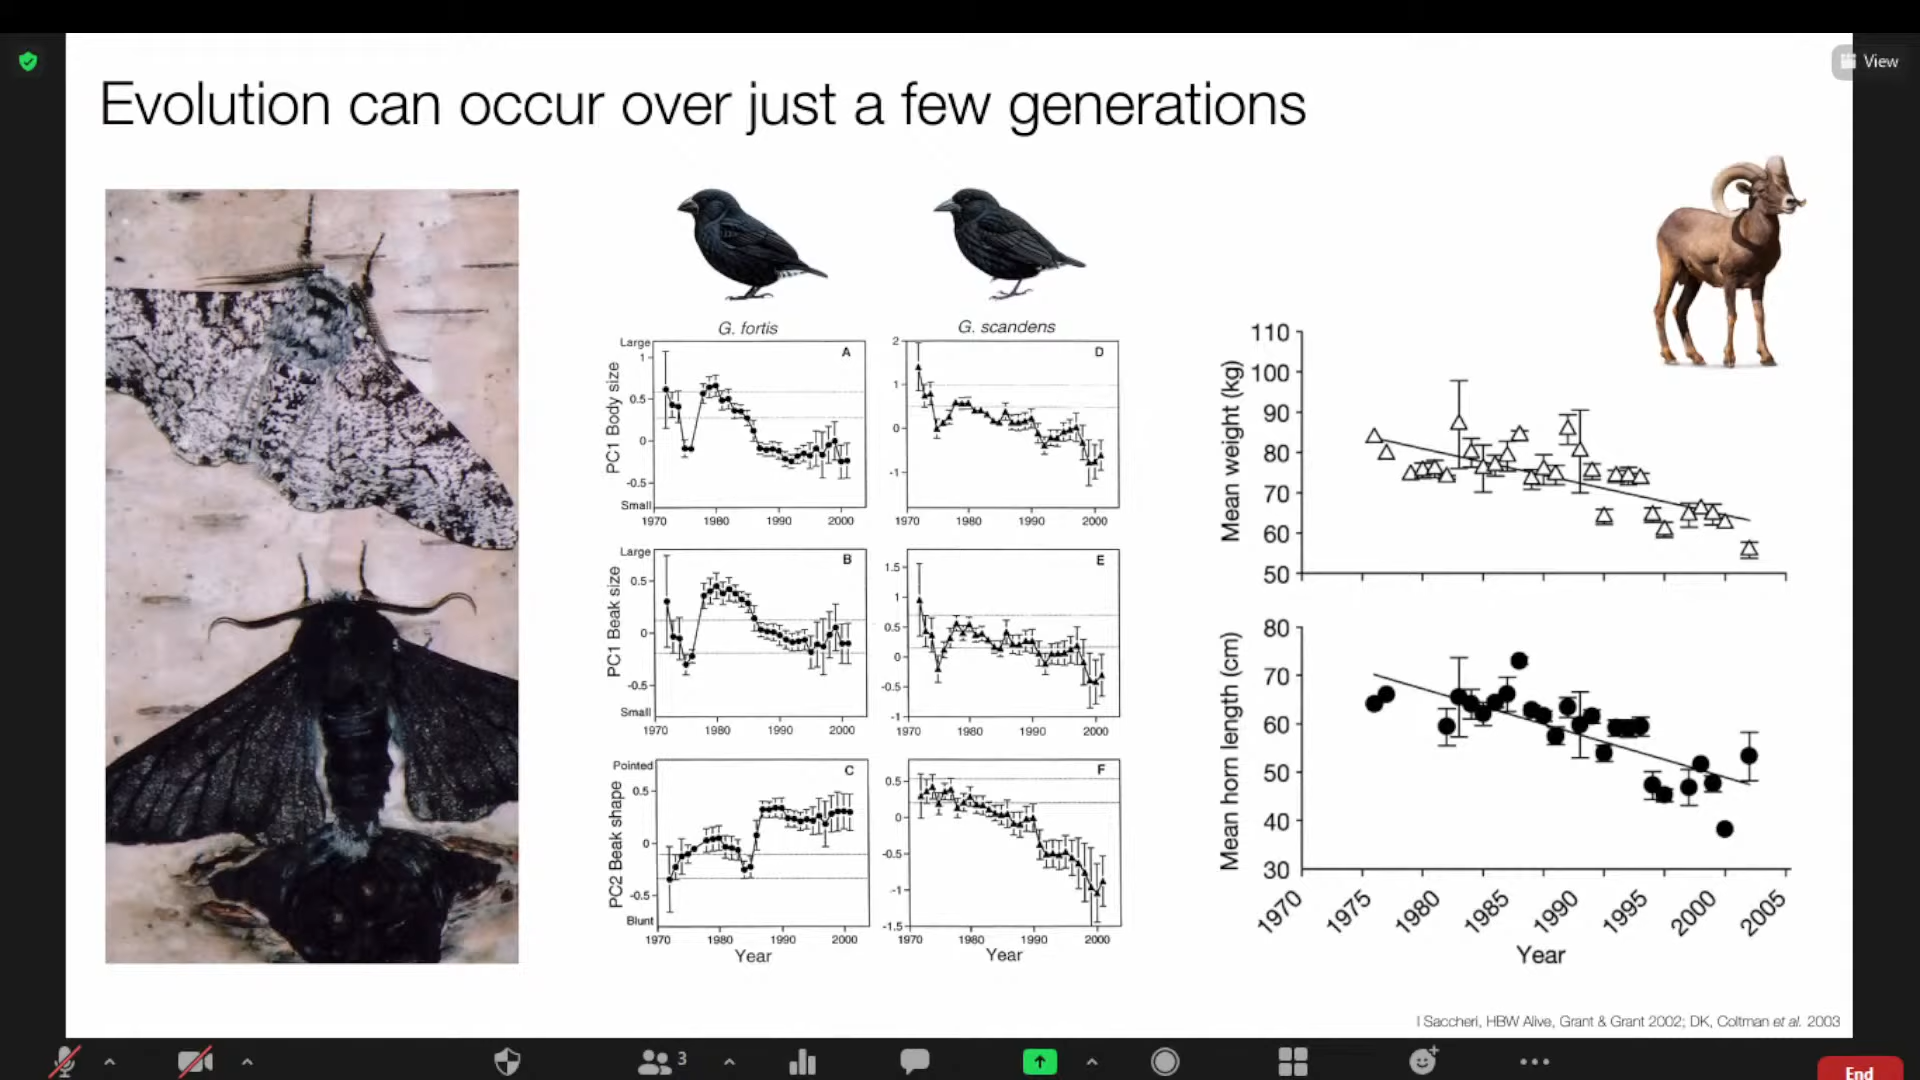 View
Evolution can occur over just a few generations
G. fortis
G. scandens
PC1 Body size
Large
1
0.5
0
-0.5
Small
A
1970 1980 1990 2000
2
1
0
-1
D
1970 1980 1990 2000
PC1 Beak size
Large
0.5
0
-0.5
Small
B
1970 1980 1990 2000
1.5
1
0.5
0
-0.5
-1
E
1970 1980 1990 2000
PC2 Beak shape
Pointed
0.5
0
-0.5
Blunt
C
1970 1980 1990 2000
Year
0.5
0
-0.5
-1
-1.5
F
1970 1980 1990 2000
Year
Mean weight (kg)
110
100
90
80
70
60
50
Mean horn length (cm)
80
70
60
50
40
30
1970 1975 1980 1985 1990 1995 2000 2005
Year
I Saccheri, HBW Alive, Grant & Grant 2002; DK, Coltman et al. 2003
3
End